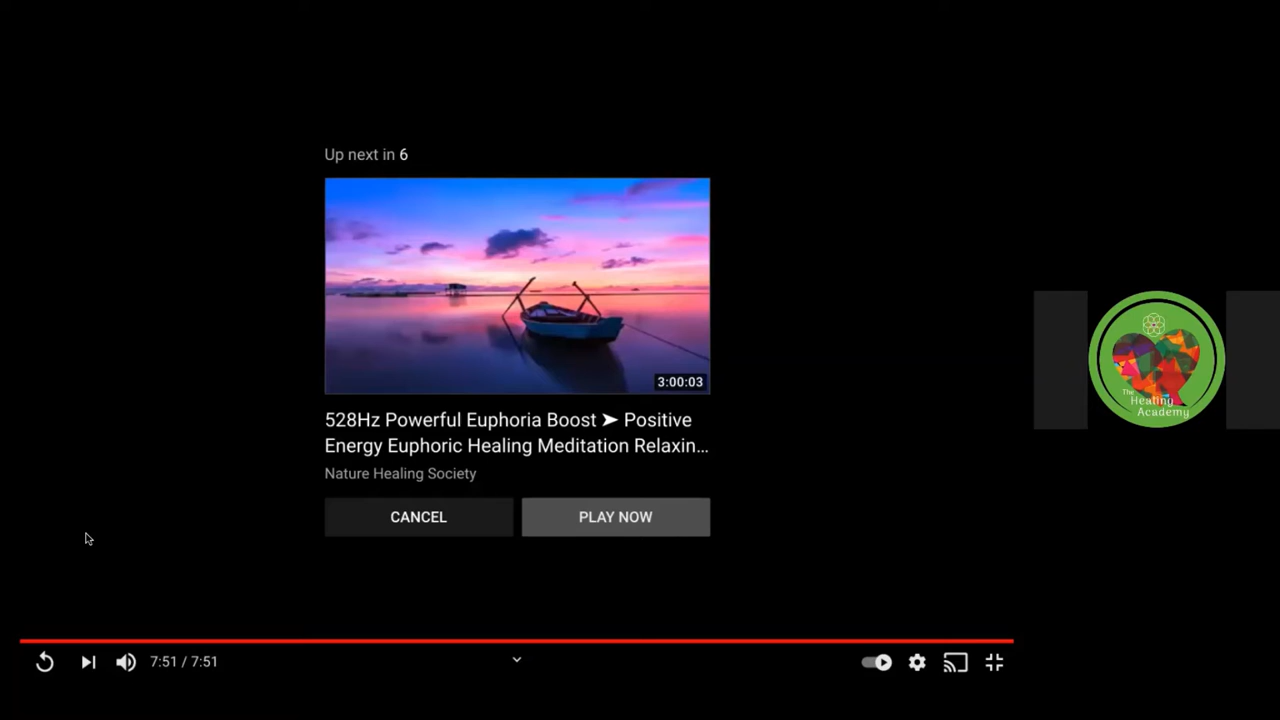 Up next in 6
3:00:03
528Hz Powerful Euphoria Boost ➤ Positive
Energy Euphoric Healing Meditation Relaxin...
Nature Healing Society
CANCEL
PLAY NOW
7:51 / 7:51
The
Healing
Academy